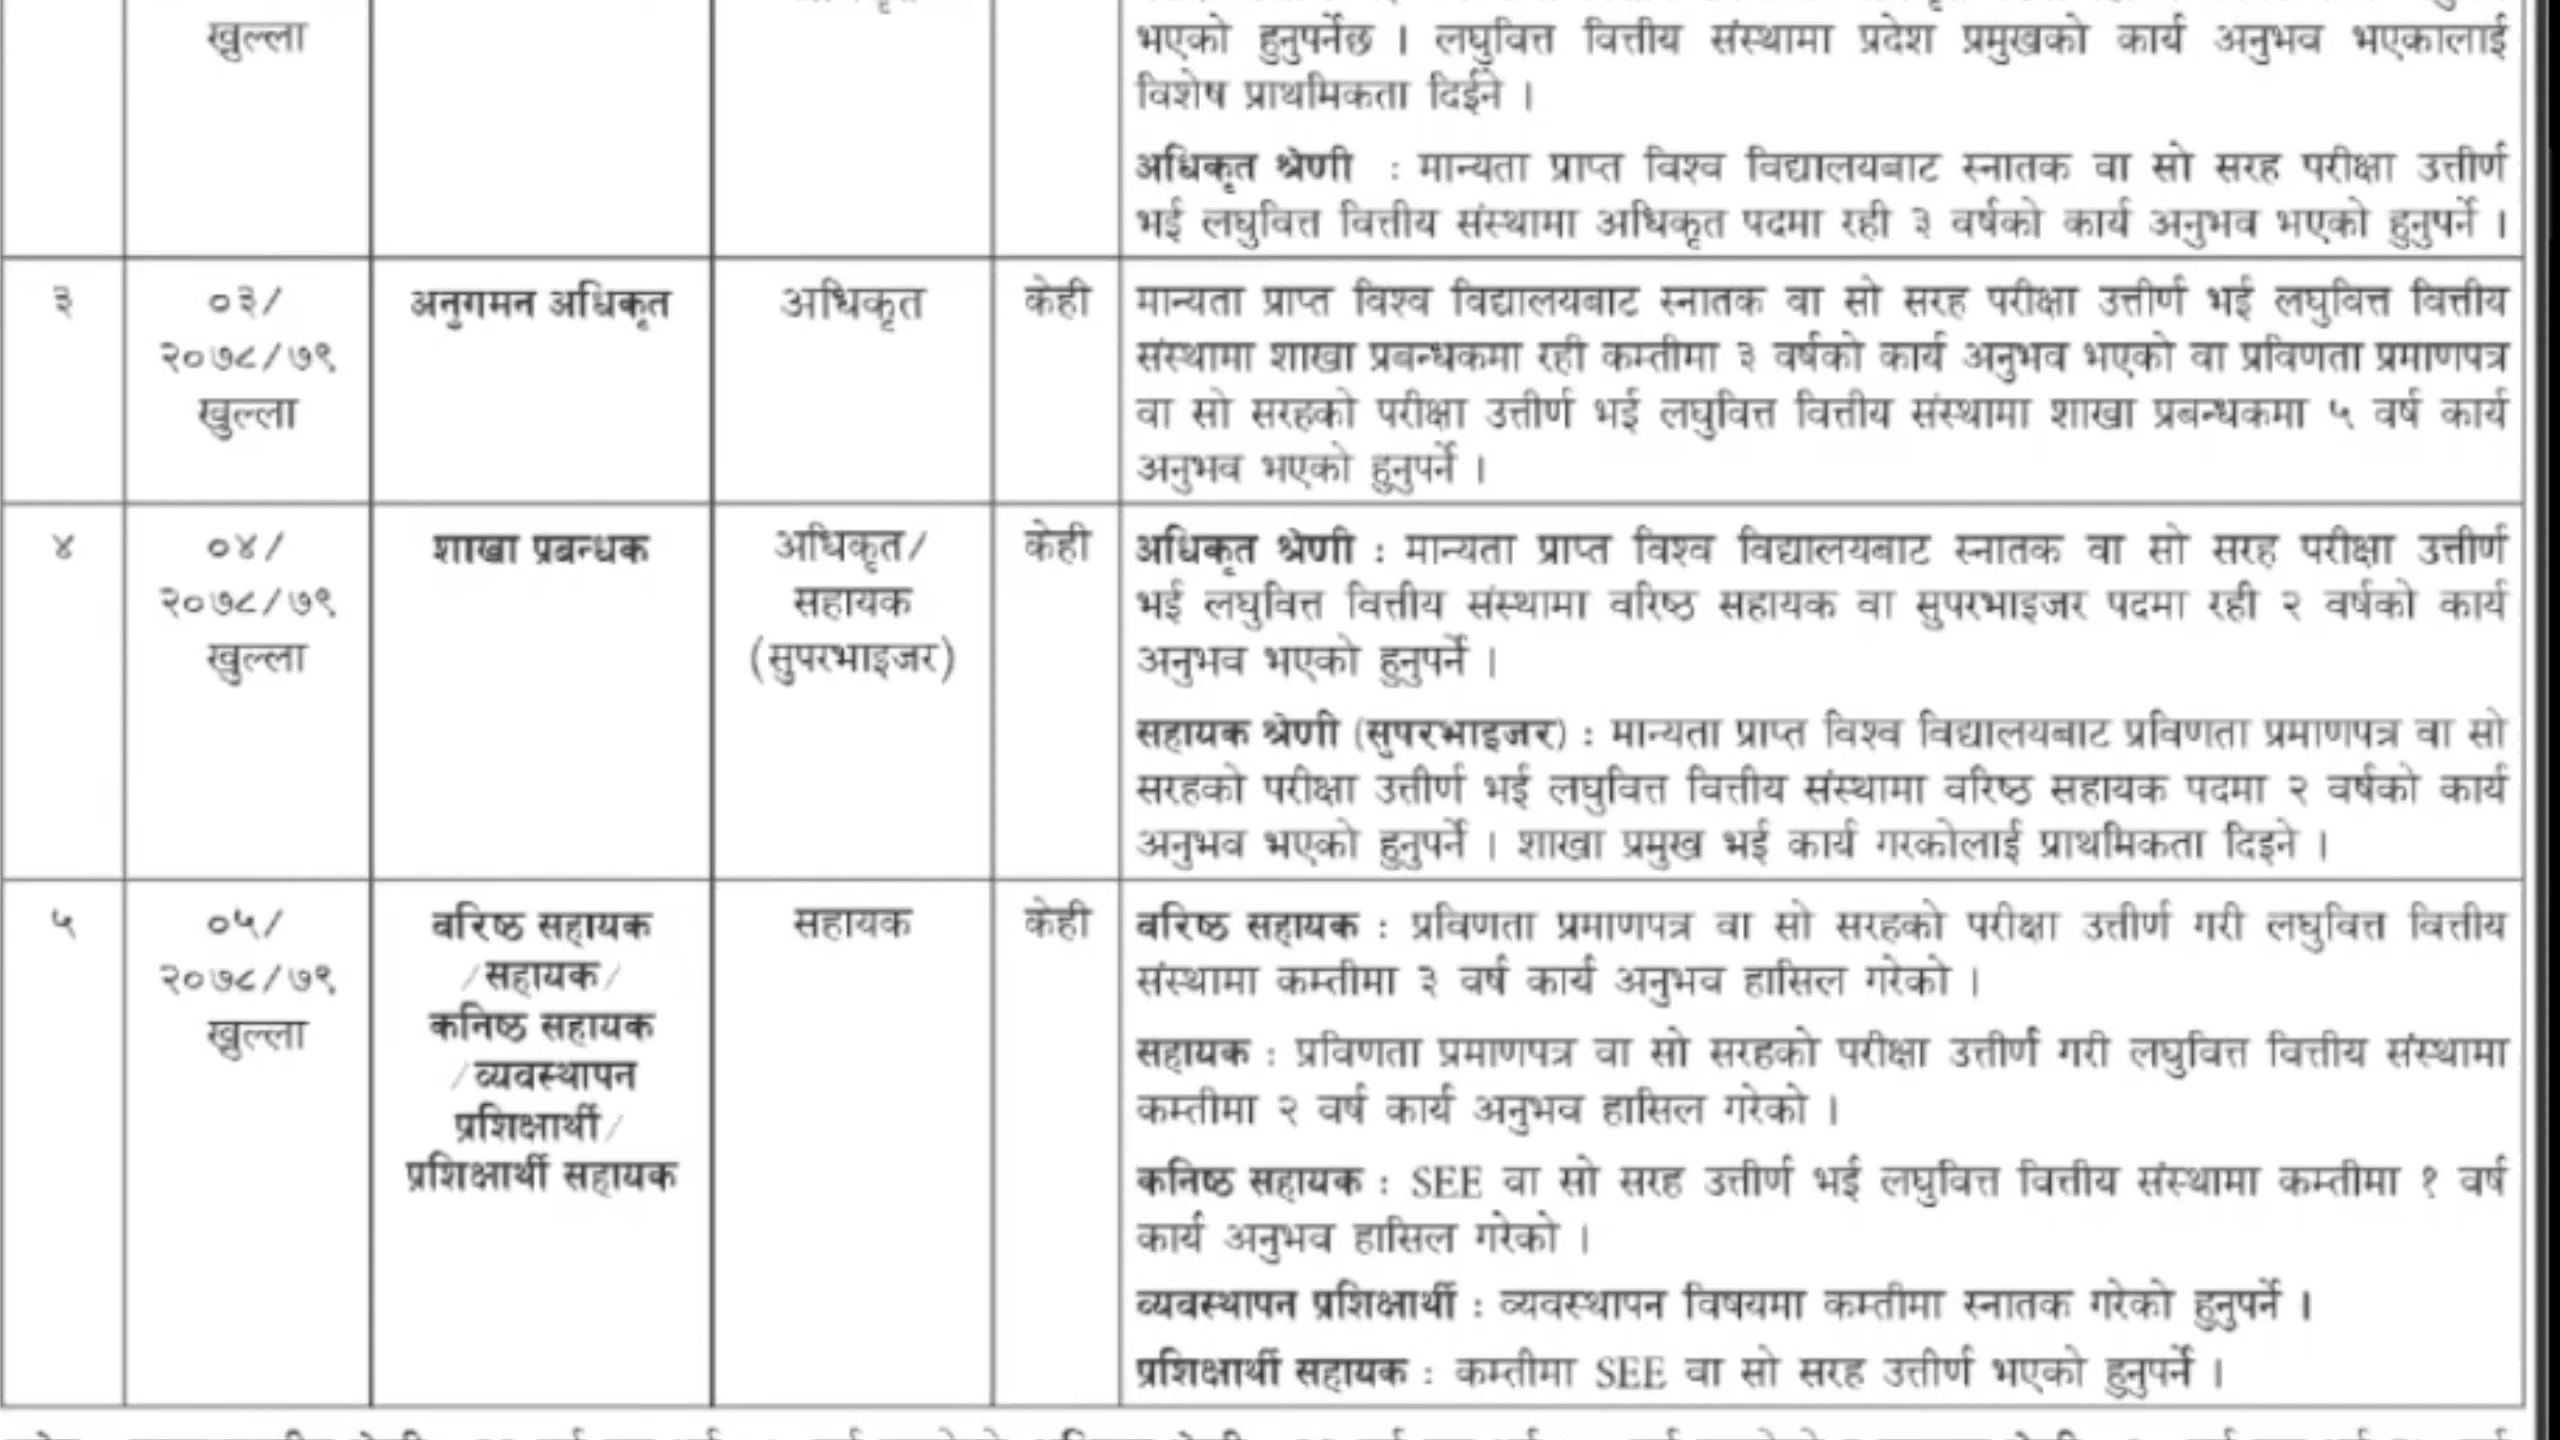 खुल्ला
भएको हुनुपर्नेछ । लघुवित्त वित्तीय संस्थामा प्रदेश प्रमुखको कार्य अनुभव भएकालाई
विशेष प्राथमिकता दिईने ।
अधिकृत श्रेणी : मान्यता प्राप्त विश्व विद्यालयबाट स्नातक वा सो सरह परीक्षा उत्तीर्ण
भई लघुवित्त वित्तीय संस्थामा अधिकृत पदमा रही ३ वर्षको कार्य अनुभव भएको हुनुपर्ने ।
३
०३/
२०७८/७९
खुल्ला
अनुगमन अधिकृत
अधिकृत
केही
मान्यता प्राप्त विश्व विद्यालयबाट स्नातक वा सो सरह परीक्षा उत्तीर्ण भई लघुवित्त वित्तीय
संस्थामा शाखा प्रबन्धकमा रही कम्तीमा ३ वर्षको कार्य अनुभव भएको वा प्रविणता प्रमाणपत्र
वा सो सरहको परीक्षा उत्तीर्ण भई लघुवित्त वित्तीय संस्थामा शाखा प्रबन्धकमा ५ वर्ष कार्य
अनुभव भएको हुनुपर्ने ।
४
०४/
२०७८/७९
खुल्ला
शाखा प्रबन्धक
अधिकृत/
सहायक
(सुपरभाइजर)
केही
अधिकृत श्रेणी : मान्यता प्राप्त विश्व विद्यालयबाट स्नातक वा सो सरह परीक्षा उत्तीर्ण
भई लघुवित्त वित्तीय संस्थामा वरिष्ठ सहायक वा सुपरभाइजर पदमा रही २ वर्षको कार्य
अनुभव भएको हुनुपर्ने ।
सहायक श्रेणी (सुपरभाइजर) : मान्यता प्राप्त विश्व विद्यालयबाट प्रविणता प्रमाणपत्र वा सो
सरहको परीक्षा उत्तीर्ण भई लघुवित्त वित्तीय संस्थामा वरिष्ठ सहायक पदमा २ वर्षको कार्य
अनुभव भएको हुनुपर्ने । शाखा प्रमुख भई कार्य गरकोलाई प्राथमिकता दिइने ।
५
०५/
२०७८/७९
खुल्ला
वरिष्ठ सहायक
/सहायक/
कनिष्ठ सहायक
/व्यवस्थापन
प्रशिक्षार्थी/
प्रशिक्षार्थी सहायक
सहायक
केही
वरिष्ठ सहायक : प्रविणता प्रमाणपत्र वा सो सरहको परीक्षा उत्तीर्ण गरी लघुवित्त वित्तीय
संस्थामा कम्तीमा ३ वर्ष कार्य अनुभव हासिल गरेको ।
सहायक : प्रविणता प्रमाणपत्र वा सो सरहको परीक्षा उत्तीर्ण गरी लघुवित्त वित्तीय संस्थामा
कम्तीमा २ वर्ष कार्य अनुभव हासिल गरेको ।
कनिष्ठ सहायक : SEE वा सो सरह उत्तीर्ण भई लघुवित्त वित्तीय संस्थामा कम्तीमा १ वर्ष
कार्य अनुभव हासिल गरेको ।
व्यवस्थापन प्रशिक्षार्थी : व्यवस्थापन विषयमा कम्तीमा स्नातक गरेको हुनुपर्ने ।
प्रशिक्षार्थी सहायक : कम्तीमा SEE वा सो सरह उत्तीर्ण भएको हुनुपर्ने ।